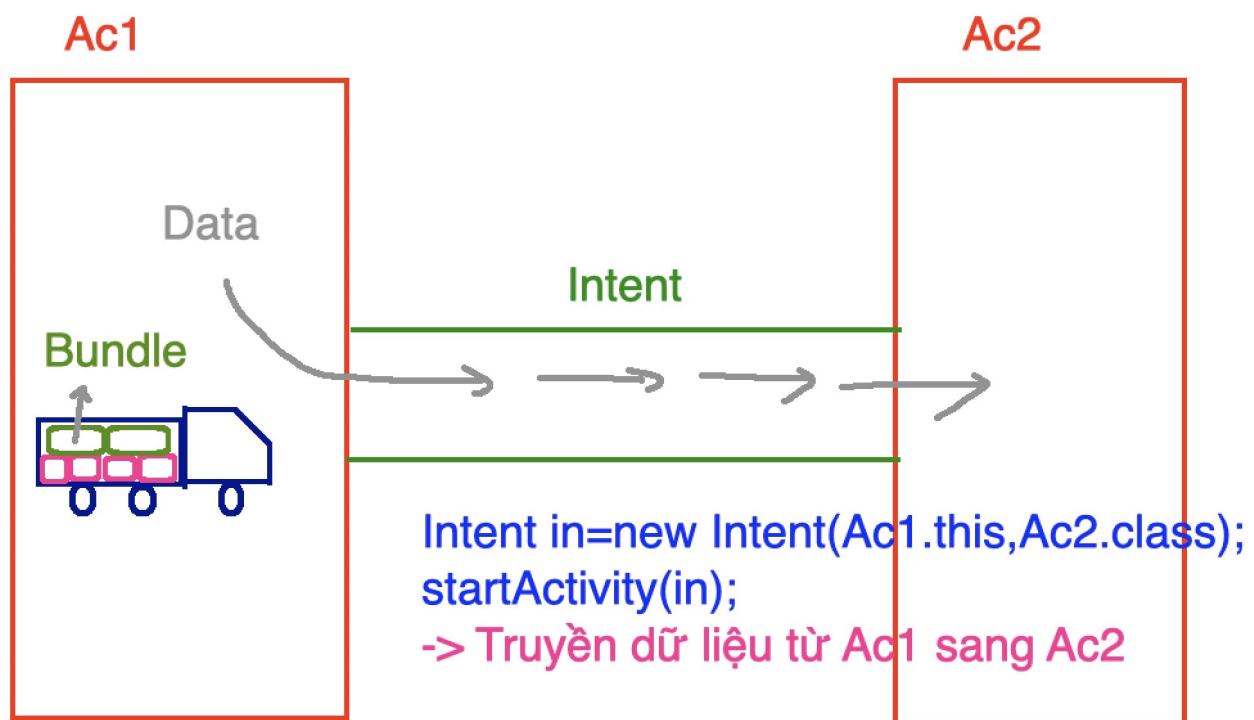 Ac1
Ac2
Data
Intent
Bundle
Intent in=new Intent(Ac1.this,Ac2.class);
startActivity(in);
-> Truyền dữ liệu từ Ac1 sang Ac2